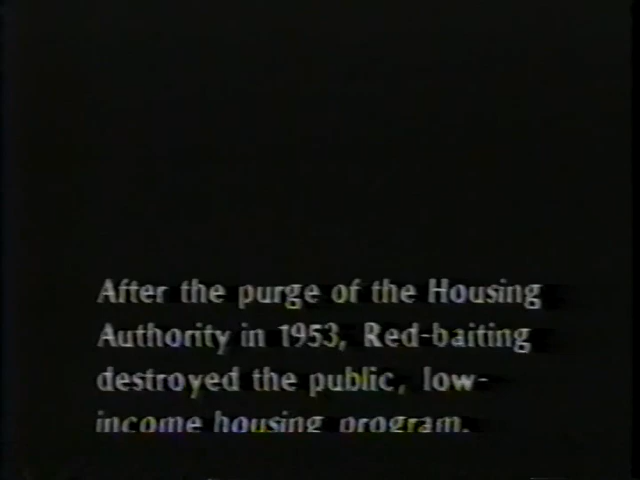 After the purge of the Housing
Authority in 1953, Red-baiting
destroyed the public, low-
income housing program.